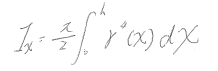 Iₓ = π/2 ∫₀ʰ r⁴(x) dx